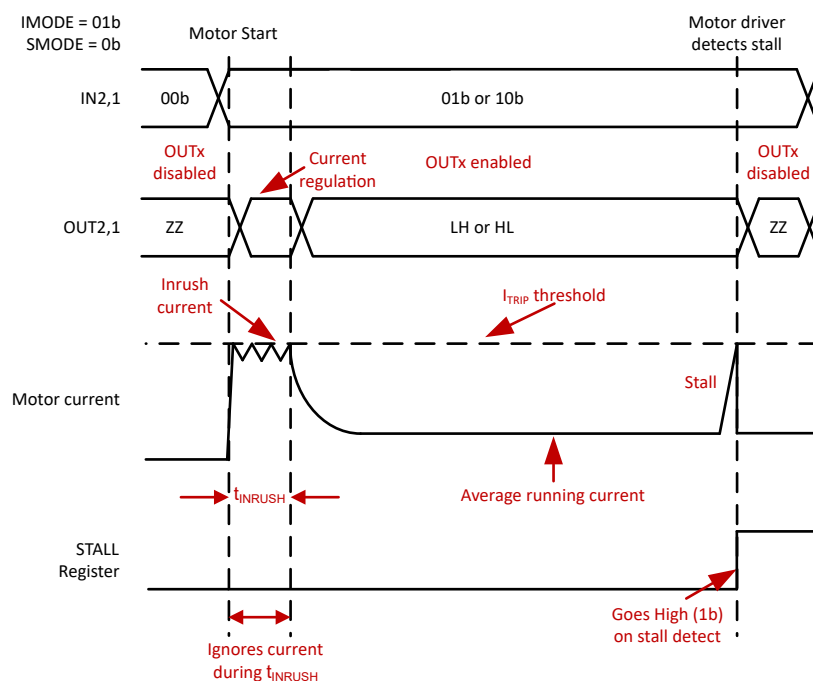 IMODE = 01b
SMODE = 0b
Motor Start
Motor driver
detects stall
IN2,1
00b
01b or 10b
OUTx
disabled
Current
regulation
OUTx enabled
OUTx
disabled
OUT2,1
ZZ
LH or HL
ZZ
Inrush
current
ITRIP threshold
Motor current
Stall
tINRUSH
Average running current
STALL
Register
Goes High (1b)
on stall detect
Ignores current
during tINRUSH